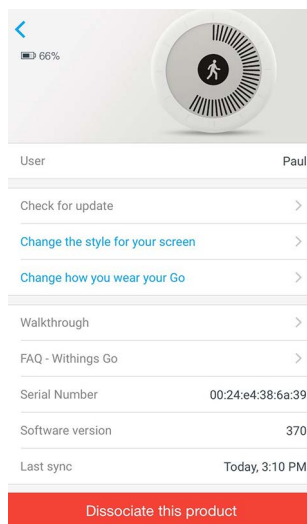 66%
User Paul
Check for update
Change the style for your screen
Change how you wear your Go
Walkthrough
FAQ - Withings Go
Serial Number 00:24:e4:38:6a:39
Software version 370
Last sync Today, 3:10 PM
Dissociate this product